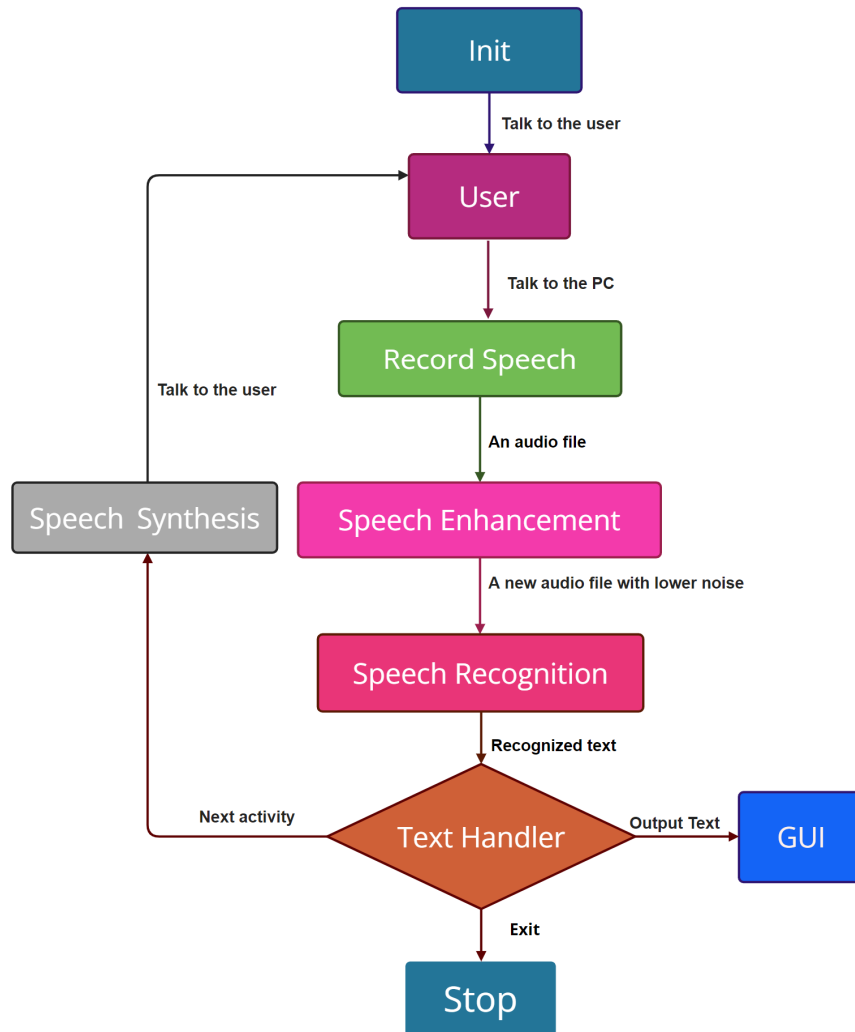 Init
Talk to the user
User
Talk to the PC
Record Speech
Talk to the user
An audio file
Speech Synthesis
Speech Enhancement
A new audio file with lower noise
Speech Recognition
Recognized text
Next activity
Text Handler
Output Text
GUI
Exit
Stop